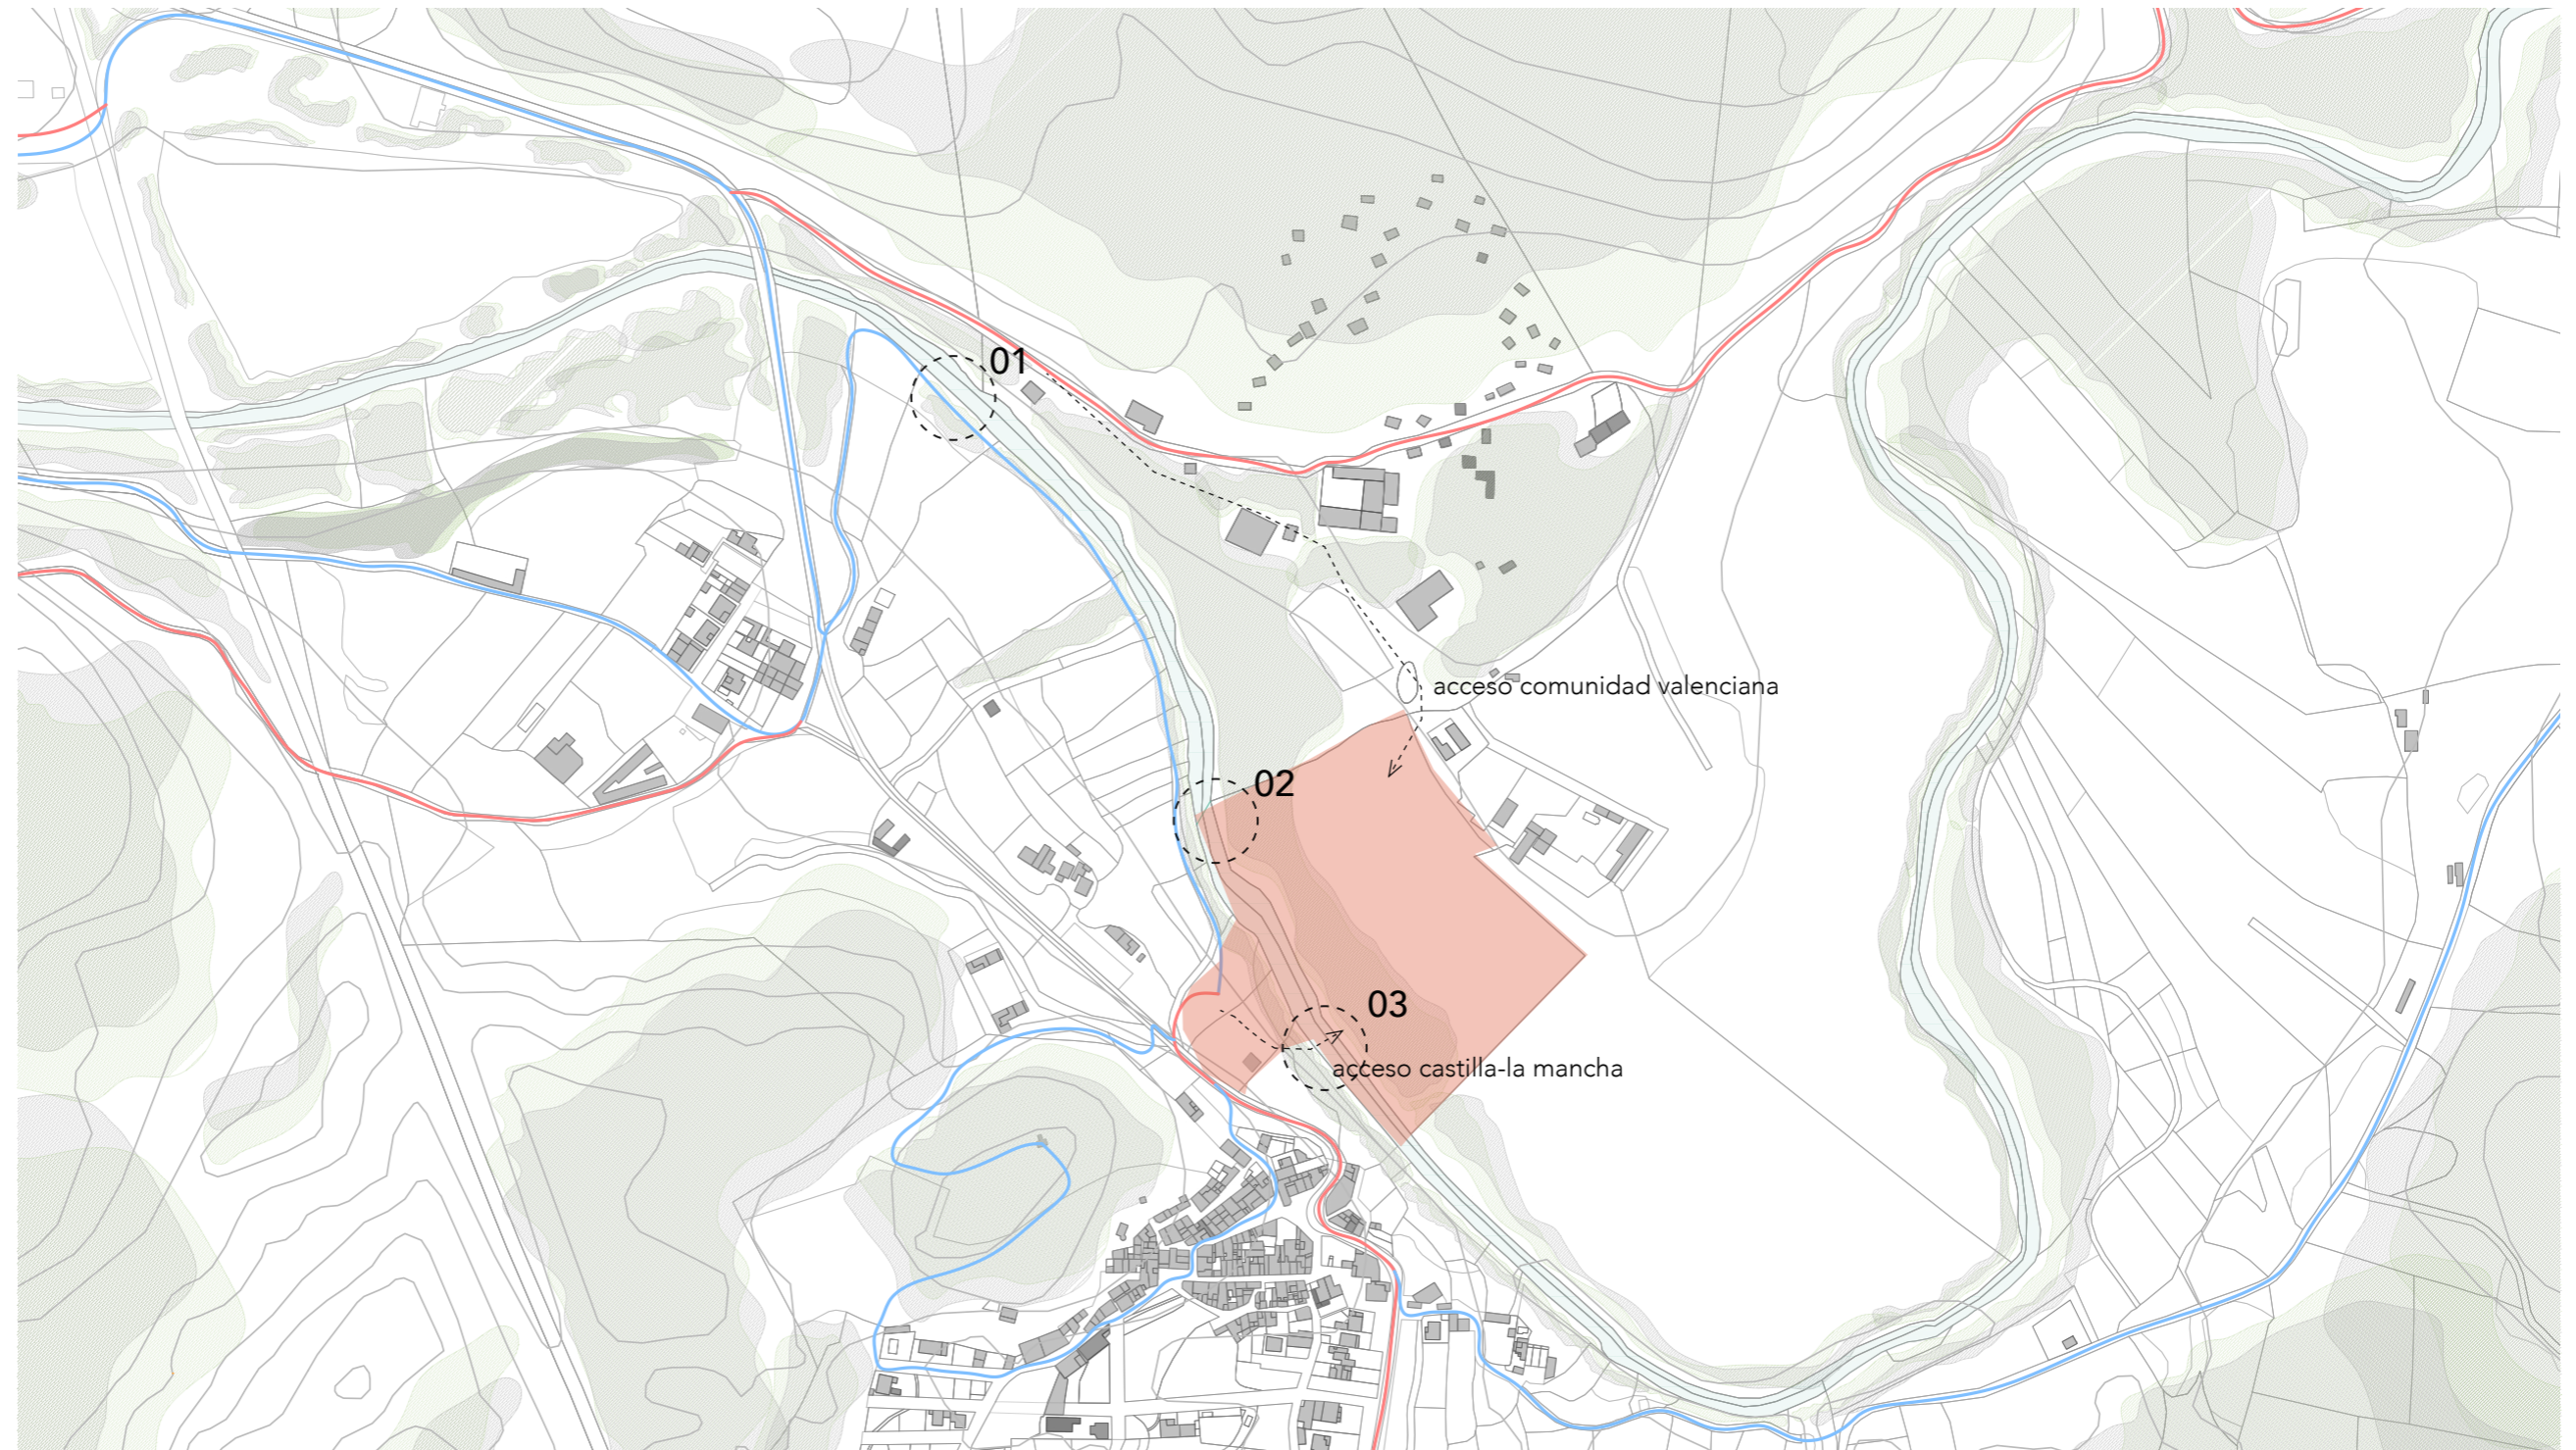 01
acceso comunidad valenciana
02
03
acceso castilla-la mancha